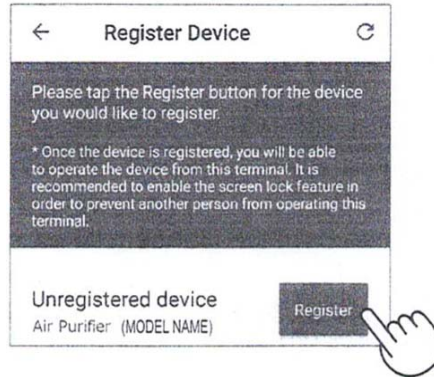 Register Device
Please tap the Register button for the device
you would like to register.
* Once the device is registered, you will be able
to operate the device from this terminal. It is
recommended to enable the screen lock feature in
order to prevent another person from operating this
terminal.
Unregistered device
Register
Air Purifier (MODEL NAME)